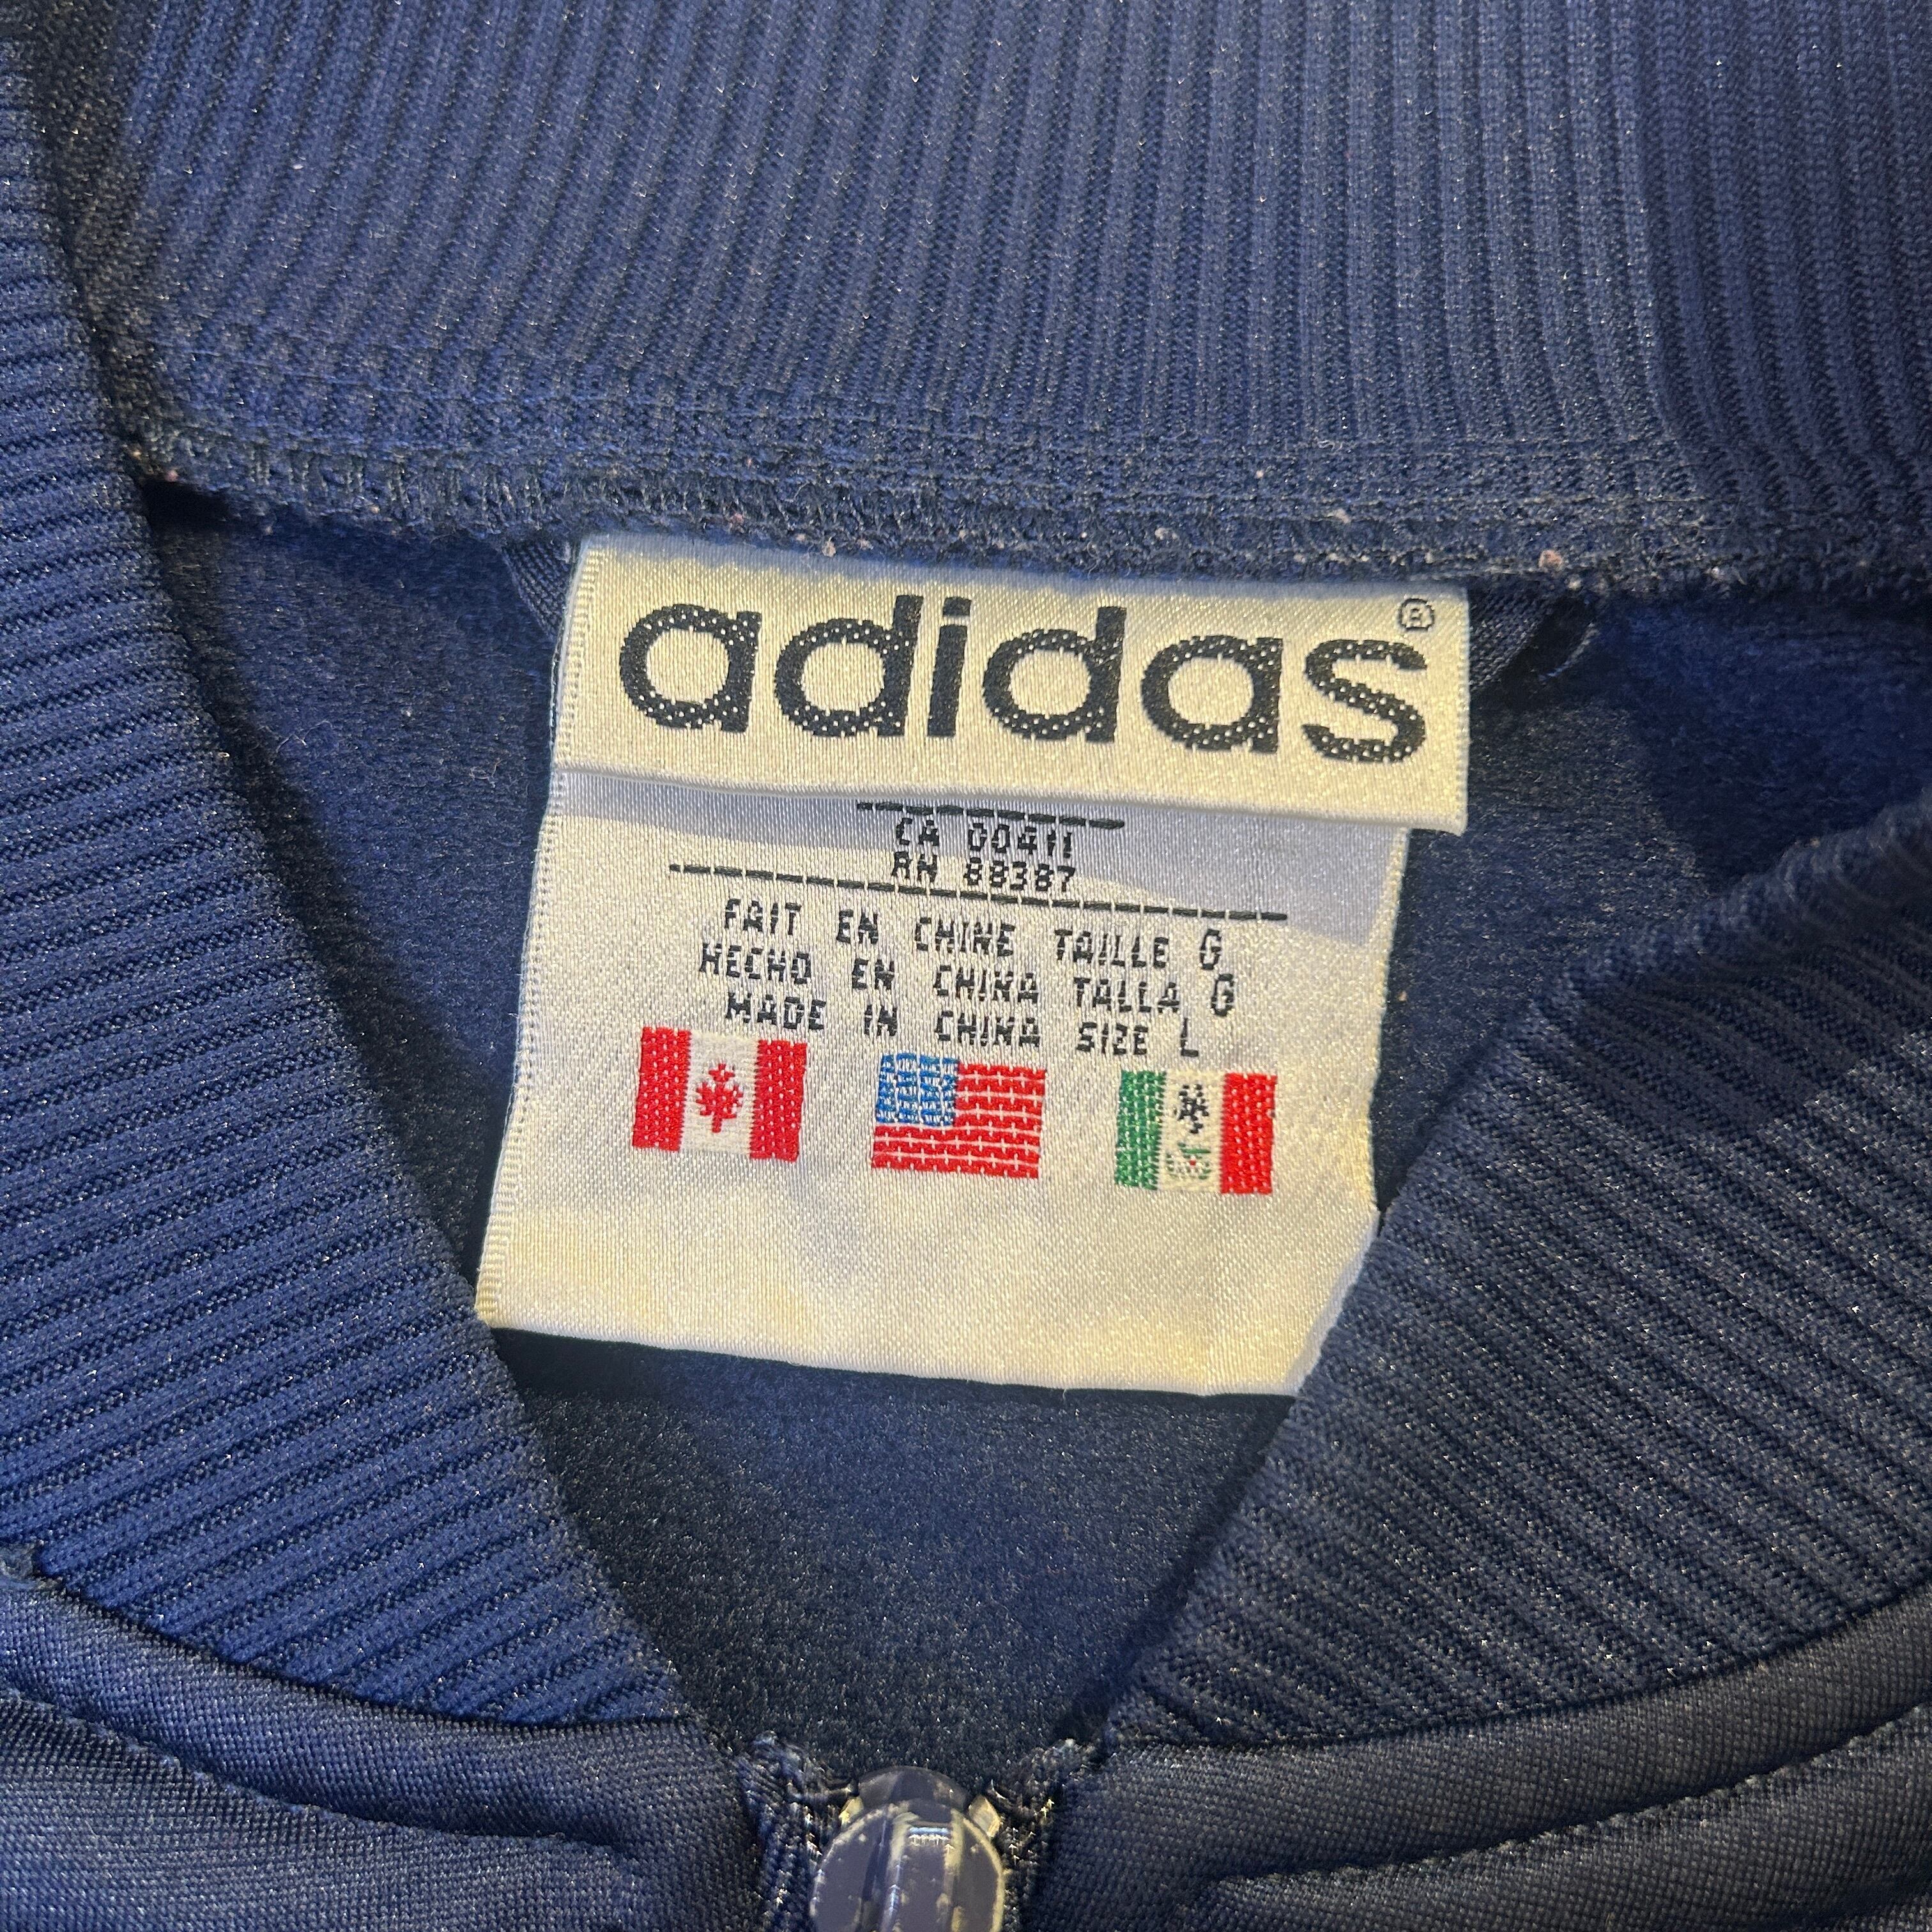 adidas®
CA 00411
RN 88387
FAIT EN CHINE TAILLE G
HECHO EN CHINA TALLA G
MADE IN CHINA SIZE L